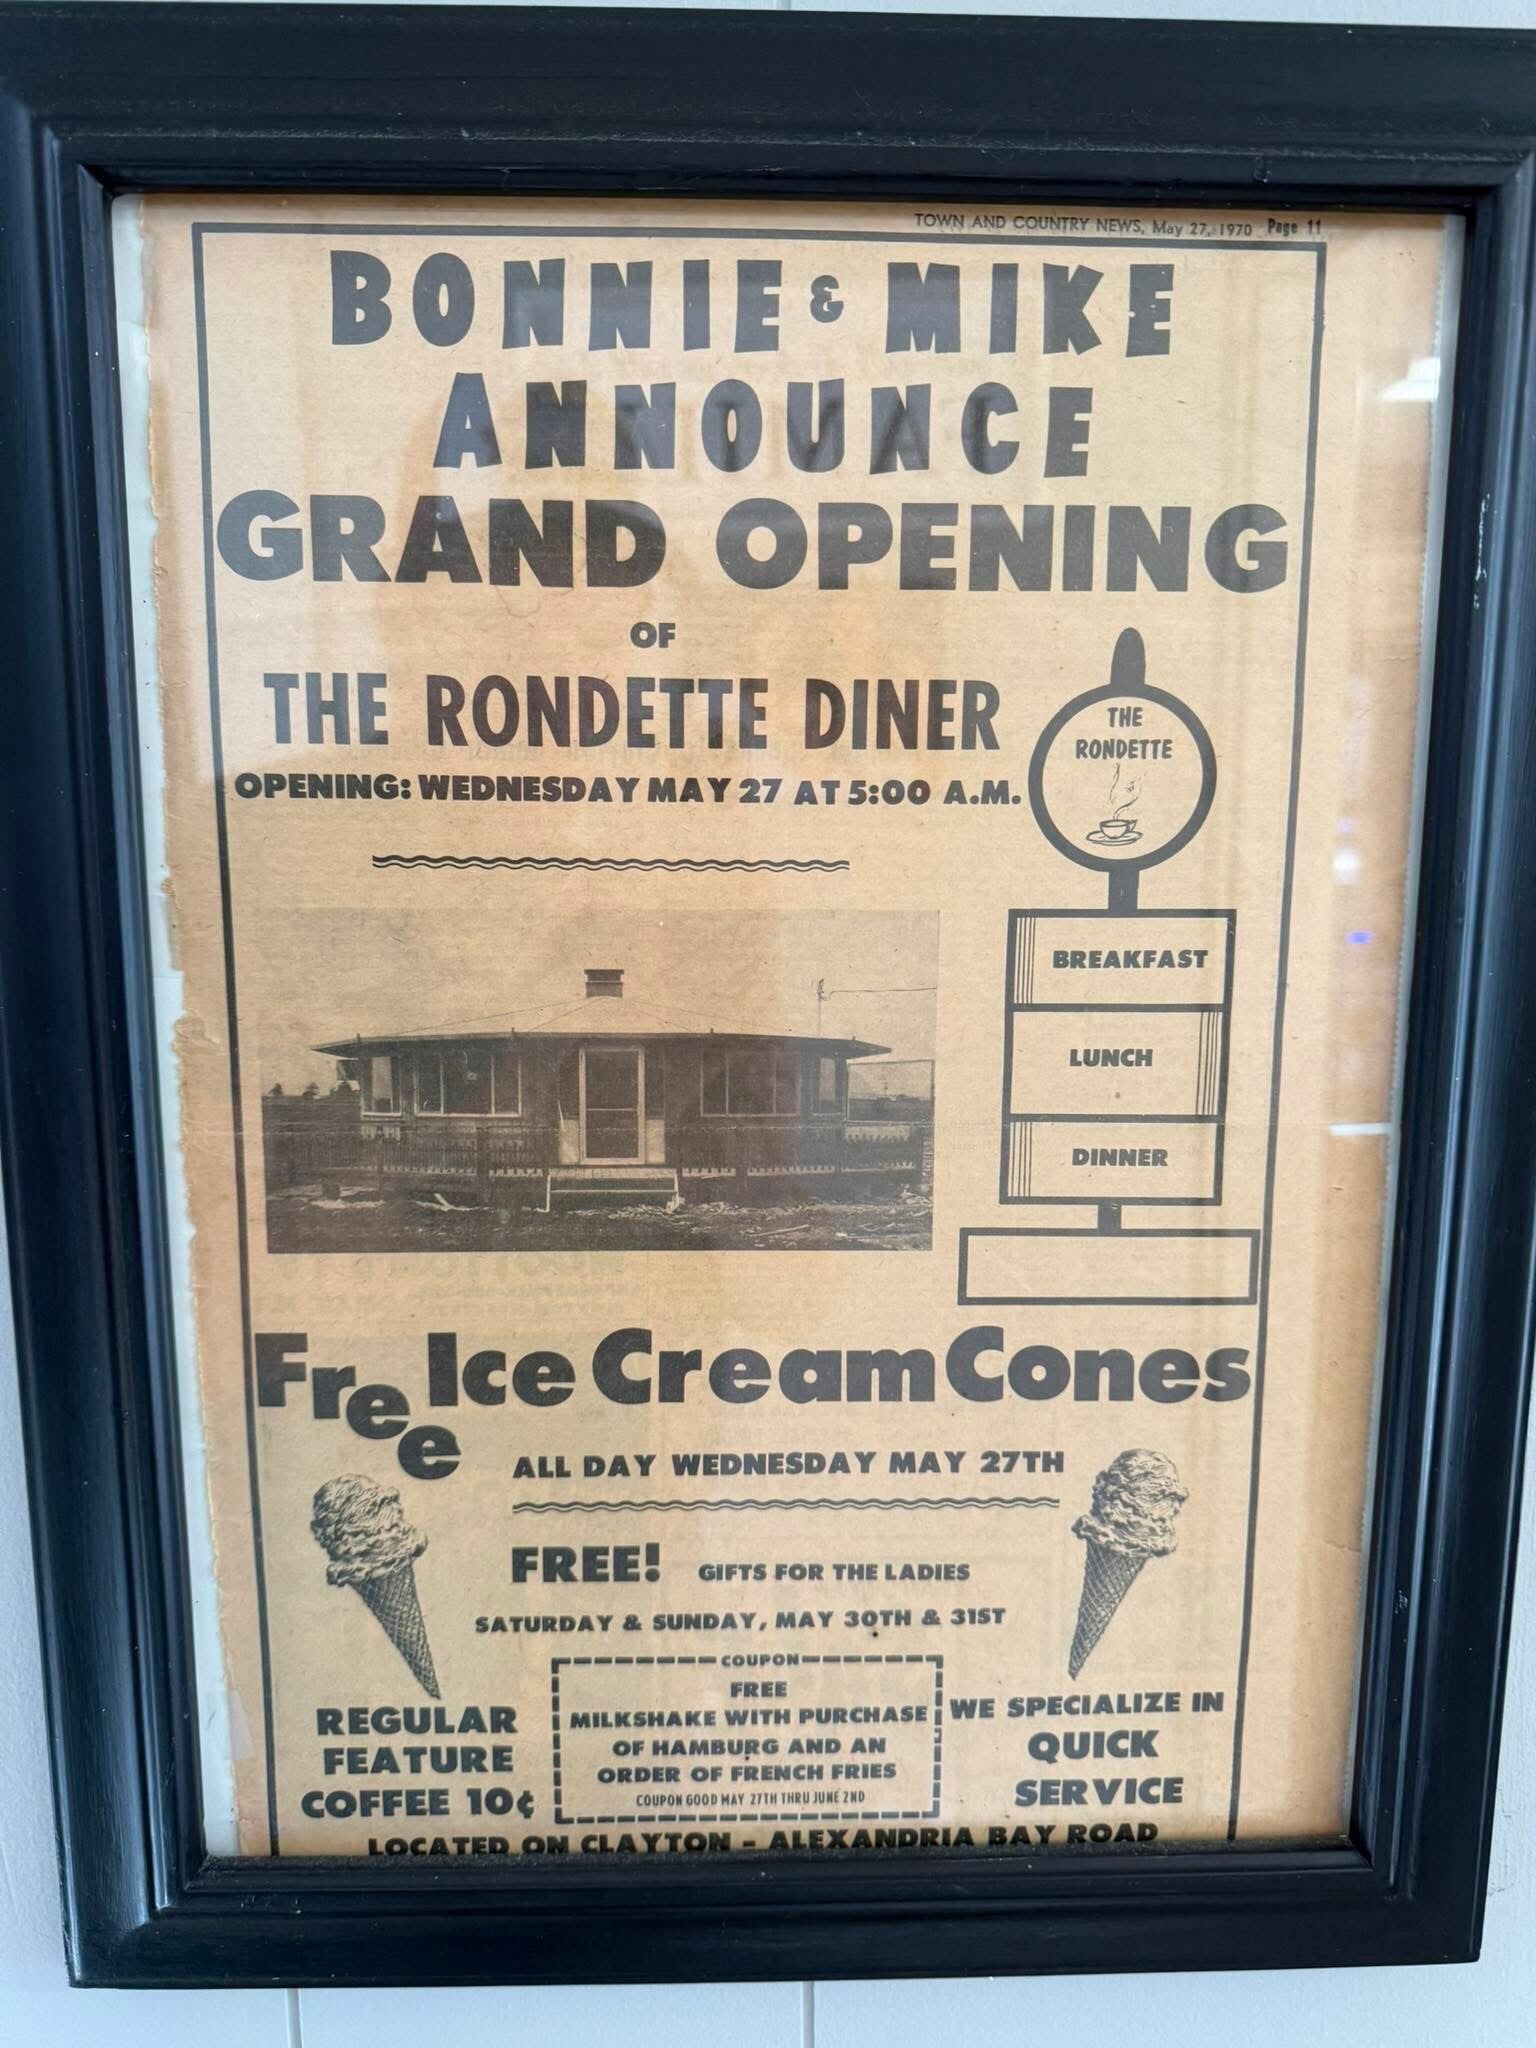 TOWN AND COUNTRY NEWS, May 27, 1970 Page 11
BONNIE & MIKE
ANNOUNCE
GRAND OPENING
OF
THE RONDETTE DINER
OPENING: WEDNESDAY MAY 27 AT 5:00 A.M.
THE
RONDETTE
BREAKFAST
LUNCH
DINNER
Free Ice Cream Cones
ALL DAY WEDNESDAY MAY 27TH
FREE! GIFTS FOR THE LADIES
SATURDAY & SUNDAY, MAY 30TH & 31ST
REGULAR
FEATURE
COFFEE 10¢
COUPON
FREE
MILKSHAKE WITH PURCHASE
OF HAMBURG AND AN
ORDER OF FRENCH FRIES
COUPON GOOD MAY 27TH THRU JUNE 2ND
WE SPECIALIZE IN
QUICK
SERVICE
LOCATED ON CLAYTON - ALEXANDRIA BAY ROAD